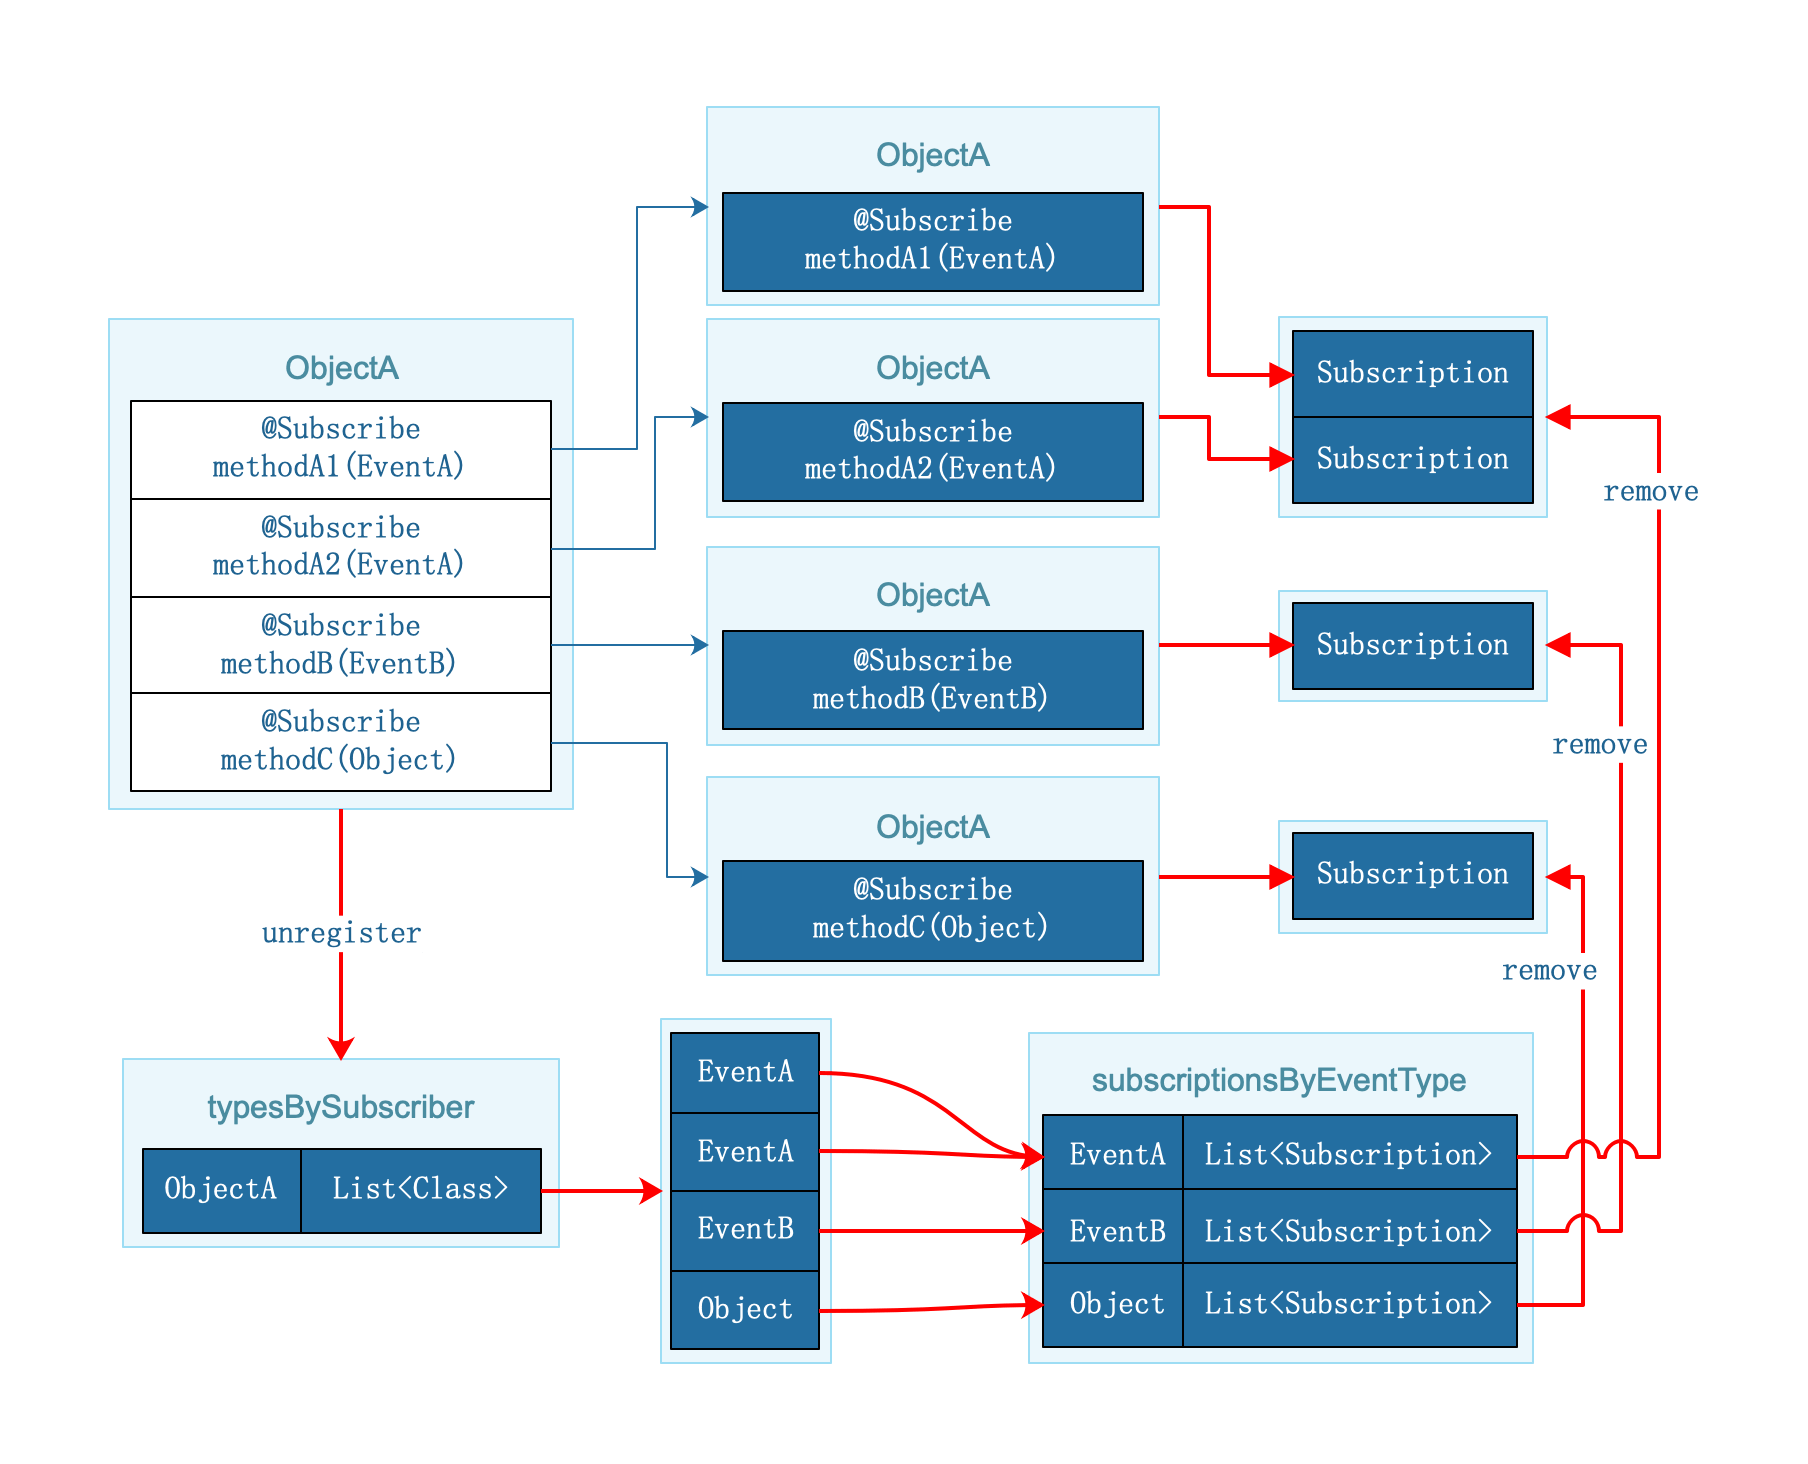 ObjectA
@Subscribe
methodA1(EventA)
@Subscribe
methodA2(EventA)
@Subscribe
methodB(EventB)
@Subscribe
methodC(Object)
ObjectA
@Subscribe
methodA1(EventA)
ObjectA
@Subscribe
methodA2(EventA)
ObjectA
@Subscribe
methodB(EventB)
ObjectA
@Subscribe
methodC(Object)
Subscription
Subscription
Subscription
Subscription
remove
remove
remove
unregister
typesBySubscriber
ObjectA List<Class>
EventA
EventA
EventB
Object
subscriptionsByEventType
EventA List<Subscription>
EventB List<Subscription>
Object List<Subscription>